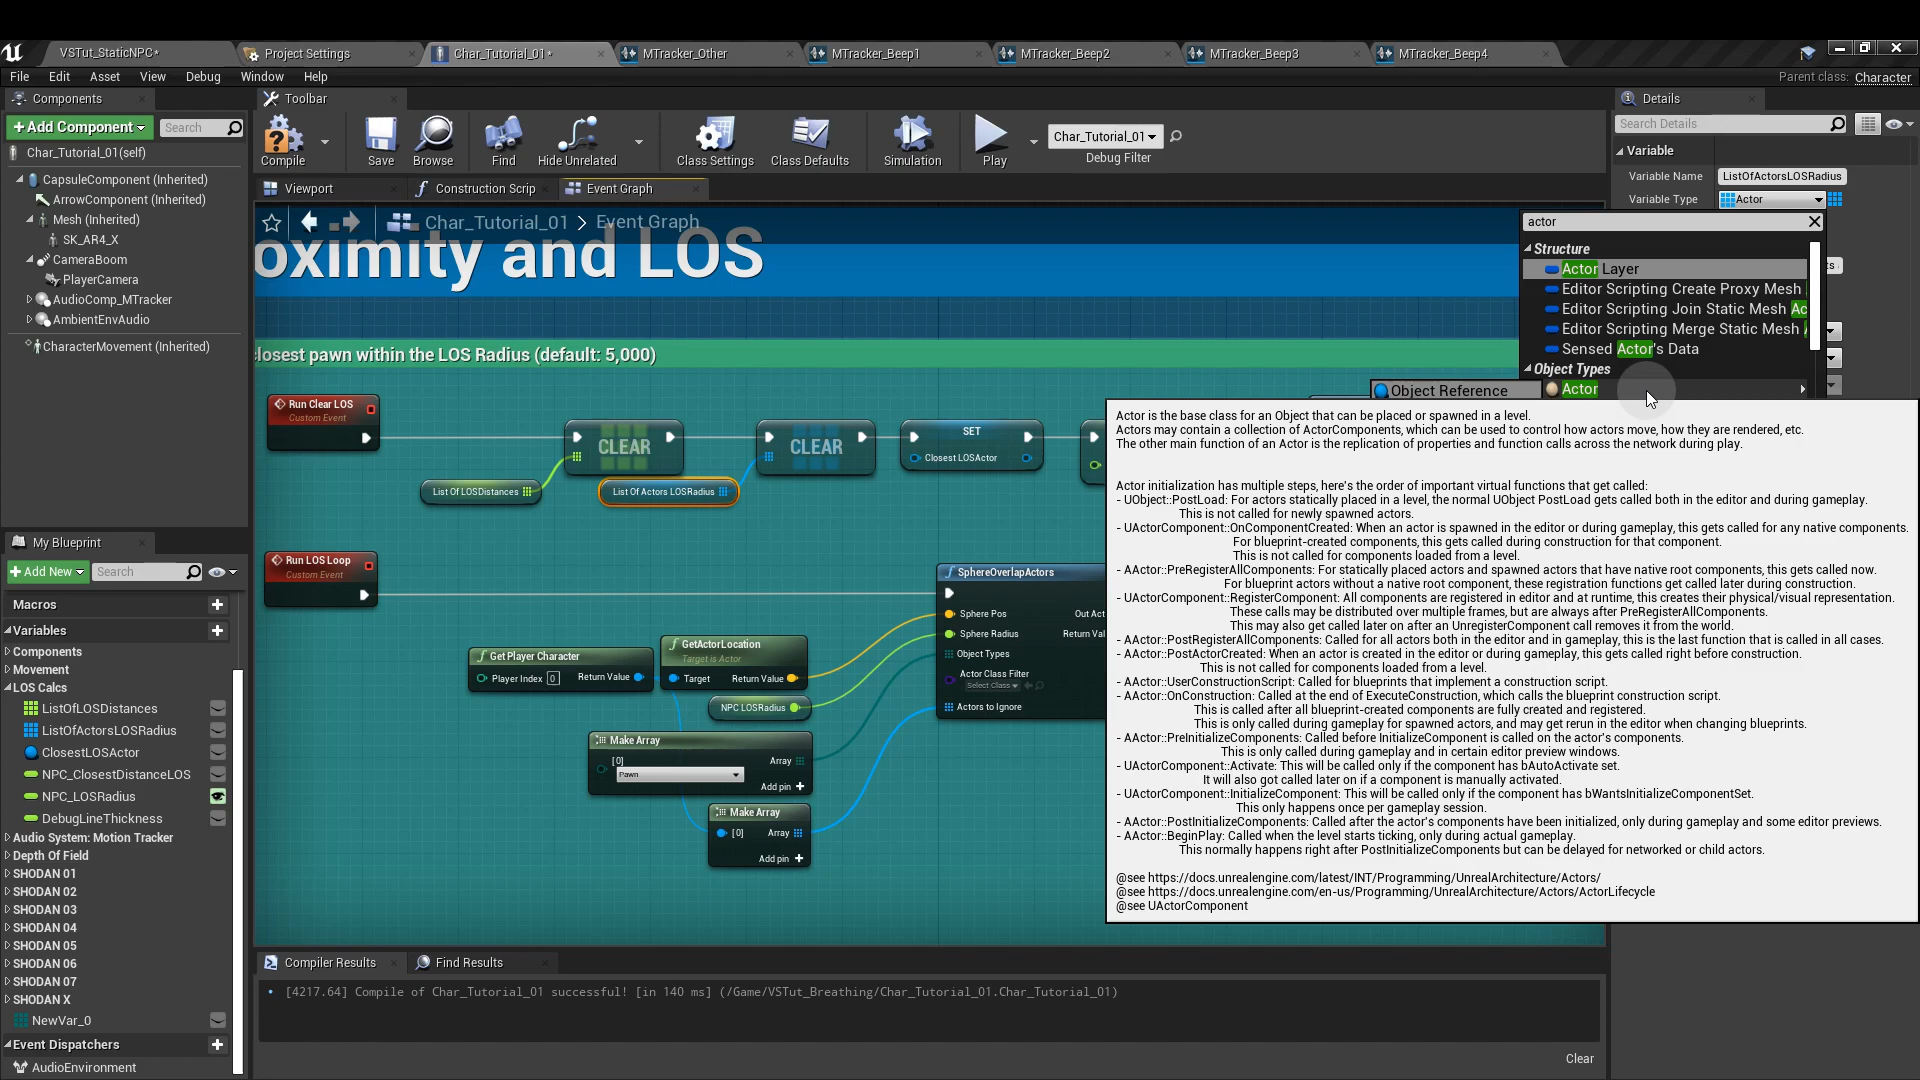 VSTut_StaticNPC*
Project Settings
Char_Tutorial_01*
MTracker_Other
MTracker_Beep1
MTracker_Beep2
MTracker_Beep3
MTracker_Beep4
File Edit Asset View Debug Window Help
Parent class: Character
Components
+Add Component
Search
Char_Tutorial_01(self)
CapsuleComponent (Inherited)
ArrowComponent (Inherited)
Mesh (Inherited)
SK_AR4_X
CameraBoom
PlayerCamera
AudioComp_MTracker
AmbientEnvAudio
CharacterMovement (Inherited)
Toolbar
Compile
Save
Browse
Find
Hide Unrelated
Class Settings
Class Defaults
Simulation
Play
Char_Tutorial_01
Debug Filter
Viewport
Construction Scrip
Event Graph
Char_Tutorial_01 > Event Graph
oximity and LOS
closest pawn within the LOS Radius (default: 5,000)
Run Clear LOS
Custom Event
CLEAR
CLEAR
SET
Closest LOSActor
List Of LOSDistances
List Of Actors LOSRadius
Run LOS Loop
Custom Event
SphereOverlapActors
Sphere Pos
Out Act
Sphere Radius
Return Val
Object Types
Actor Class Filter
Select Class
Actors to Ignore
Get Player Character
Player Index 0
Return Value
GetActorLocation
Target is Actor
Target
Return Value
NPC LOSRadius
Make Array
[0]
Pawn
Array
Add pin +
Make Array
[0]
Array
Add pin +
Details
Search Details
Variable
Variable Name ListOfActorsLOSRadius
Variable Type Actor
actor
Structure
Actor Layer
Editor Scripting Create Proxy Mesh
Editor Scripting Join Static Mesh Ac
Editor Scripting Merge Static Mesh
Sensed Actor's Data
Object Types
Actor
Object Reference
Actor is the base class for an Object that can be placed or spawned in a level.
Actors may contain a collection of ActorComponents, which can be used to control how actors move, how they are rendered, etc.
The other main function of an Actor is the replication of properties and function calls across the network during play.
Actor initialization has multiple steps, here's the order of important virtual functions that get called:
- UObject::PostLoad: For actors statically placed in a level, the normal UObject PostLoad gets called both in the editor and during gameplay.
This is not called for newly spawned actors.
- UActorComponent::OnComponentCreated: When an actor is spawned in the editor or during gameplay, this gets called for any native components.
For blueprint-created components, this gets called during construction for that component.
This is not called for components loaded from a level.
- AActor::PreRegisterAllComponents: For statically placed actors and spawned actors that have native root components, this gets called now.
For blueprint actors without a native root component, these registration functions get called later during construction.
- UActorComponent::RegisterComponent: All components are registered in editor and at runtime, this creates their physical/visual representation.
These calls may be distributed over multiple frames, but are always after PreRegisterAllComponents.
This may also get called later on after an UnregisterComponent call removes it from the world.
- AActor::PostRegisterAllComponents: Called for all actors both in the editor and in gameplay, this is the last function that is called in all cases.
- AActor::PostActorCreated: When an actor is created in the editor or during gameplay, this gets called right before construction.
This is not called for components loaded from a level.
- AActor::UserConstructionScript: Called for blueprints that implement a construction script.
- AActor::OnConstruction: Called at the end of ExecuteConstruction, which calls the blueprint construction script.
This is called after all blueprint-created components are fully created and registered.
This is only called during gameplay for spawned actors, and may get rerun in the editor when changing blueprints.
- AActor::PreInitializeComponents: Called before InitializeComponent is called on the actor's components.
This is only called during gameplay and in certain editor preview windows.
- UActorComponent::Activate: This will be called only if the component has bAutoActivate set.
It will also got called later on if a component is manually activated.
- UActorComponent::InitializeComponent: This will be called only if the component has bWantsInitializeComponentSet.
This only happens once per gameplay session.
- AActor::PostInitializeComponents: Called after the actor's components have been initialized, only during gameplay and some editor previews.
- AActor::BeginPlay: Called when the level starts ticking, only during actual gameplay.
This normally happens right after PostInitializeComponents but can be delayed for networked or child actors.
@see https://docs.unrealengine.com/latest/INT/Programming/UnrealArchitecture/Actors/
@see https://docs.unrealengine.com/en-us/Programming/UnrealArchitecture/Actors/ActorLifecycle
@see UActorComponent
My Blueprint
+Add New
Search
Macros
Variables
Components
Movement
LOS Calcs
ListOfLOSDistances
ListOfActorsLOSRadius
ClosestLOSActor
NPC_ClosestDistanceLOS
NPC_LOSRadius
DebugLineThickness
Audio System: Motion Tracker
Depth Of Field
SHODAN 01
SHODAN 02
SHODAN 03
SHODAN 04
SHODAN 05
SHODAN 06
SHODAN 07
SHODAN X
NewVar_0
Event Dispatchers
AudioEnvironment
Compiler Results
Find Results
[4217.64] Compile of Char_Tutorial_01 successful! [in 140 ms] (/Game/VSTut_Breathing/Char_Tutorial_01.Char_Tutorial_01)
Clear